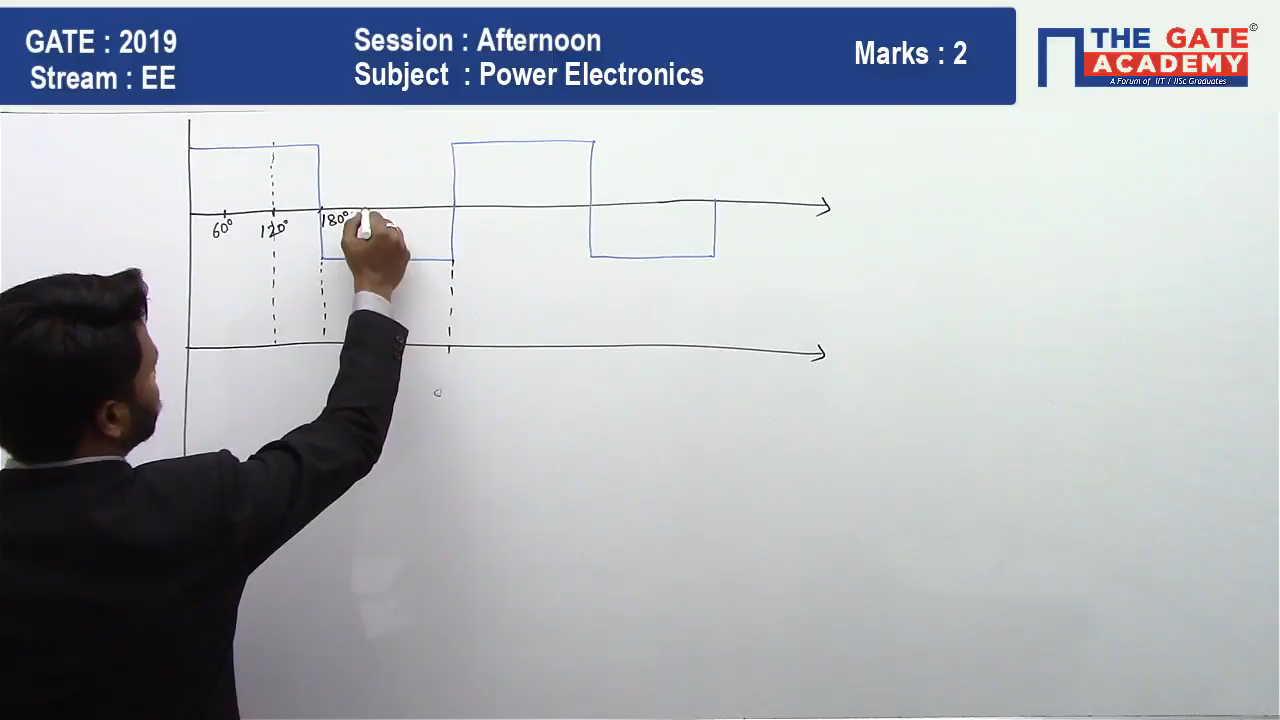 GATE : 2019
Stream : EE
Session : Afternoon
Subject : Power Electronics
Marks : 2
THE GATE
ACADEMY
©
A Forum of IIT / IISc Graduates
60° 120° 180°